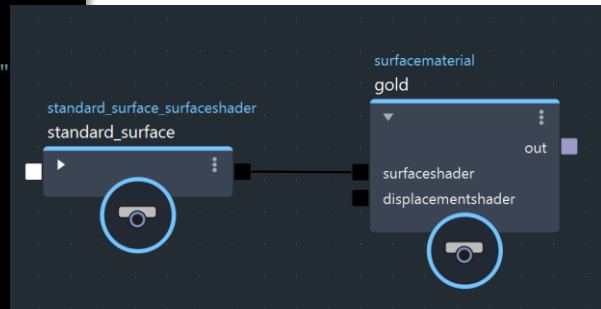 "
standard_surface_surfaceshader
standard_surface
surfacematerial
gold
out
surfaceshader
displacementshader